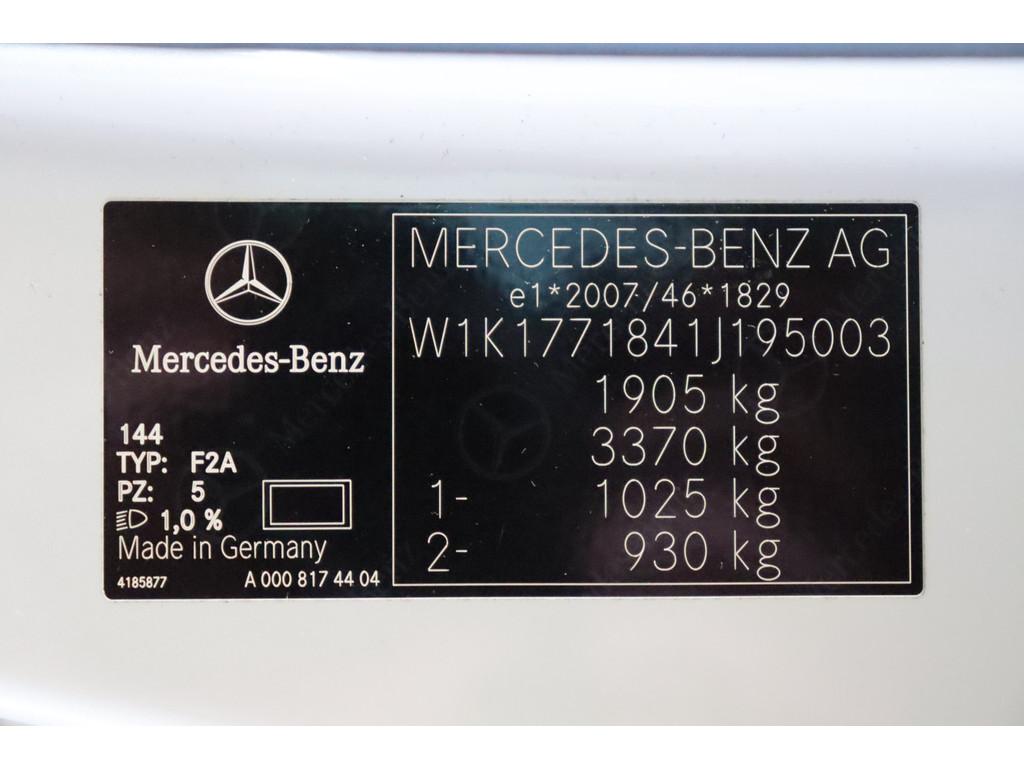 Mercedes-Benz
144
TYP: F2A
PZ: 5
1,0 %
Made in Germany
4185877 A 000 817 44 04
MERCEDES-BENZ AG
e1*2007/46*1829
W1K1771841J195003
1905 kg
3370 kg
1- 1025 kg
2- 930 kg